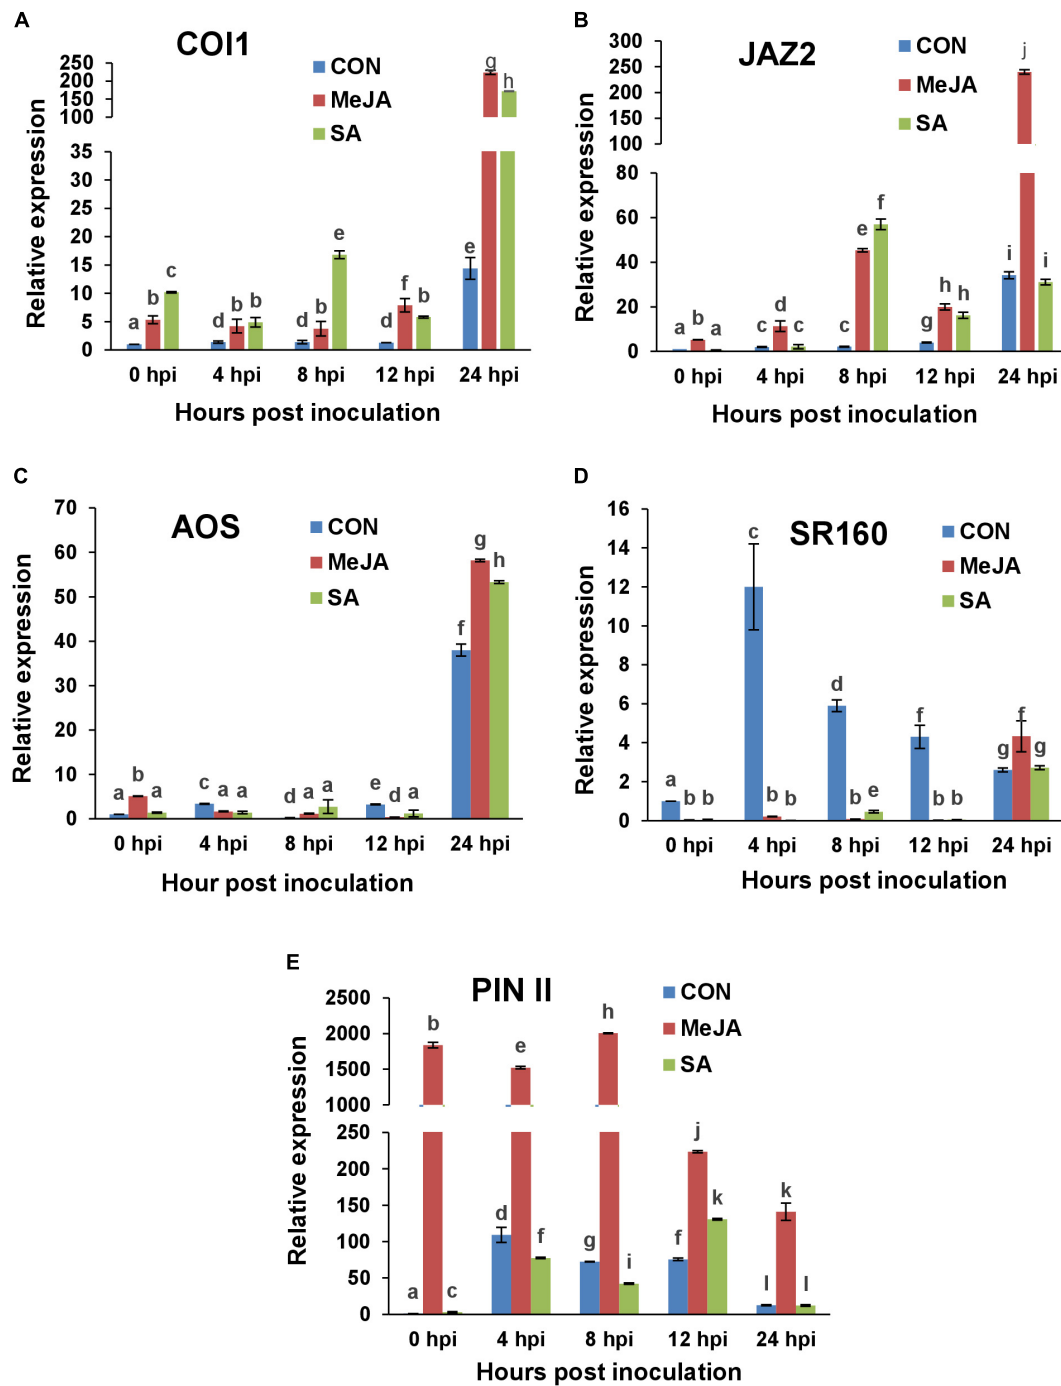 A
COI1
CON
MeJA
SA
Relative expression
250
200
150
100
35
30
25
20
15
10
5
0
a b c
d b b
d b e
d f b
e g h
0 hpi 4 hpi 8 hpi 12 hpi 24 hpi
Hours post inoculation
B
JAZ2
CON
MeJA
SA
Relative expression
300
250
200
150
100
80
60
40
20
0
a b a
c d c
c e f
g h h
i j i
0 hpi 4 hpi 8 hpi 12 hpi 24 hpi
Hours post inoculation
C
AOS
CON
MeJA
SA
Relative expression
70
60
50
40
30
20
10
0
a b a
c a a
d a a
e d a
f g h
0 hpi 4 hpi 8 hpi 12 hpi 24 hpi
Hour post inoculation
D
SR160
CON
MeJA
SA
Relative expression
16
14
12
10
8
6
4
2
0
a b b
c b b
d b e
f b b
g f g
0 hpi 4 hpi 8 hpi 12 hpi 24 hpi
Hours post inoculation
E
PIN II
CON
MeJA
SA
Relative expression
2500
2000
1500
1000
250
200
150
100
50
0
a b c
d e f
g h i
f j k
l k l
0 hpi 4 hpi 8 hpi 12 hpi 24 hpi
Hours post inoculation